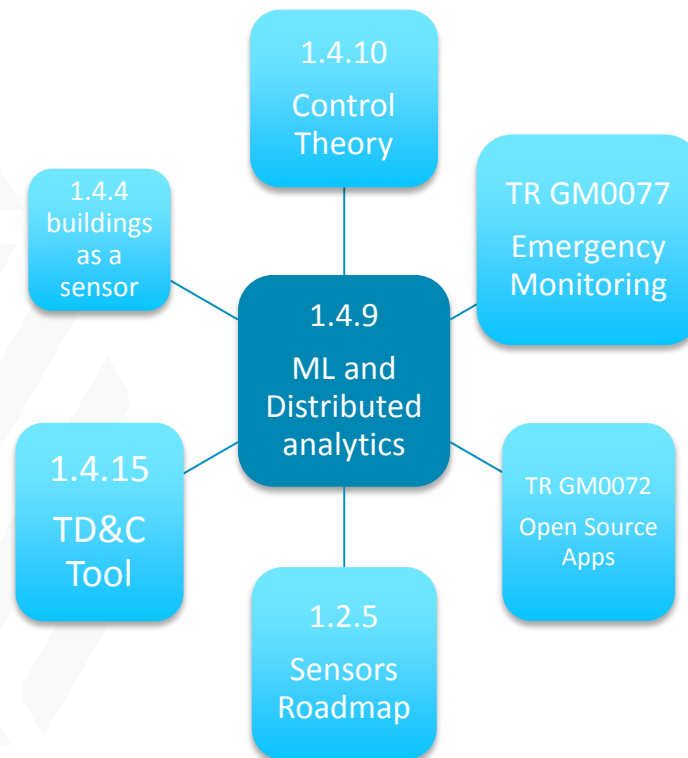 1.4.10
Control
Theory
1.4.4
buildings
as a
sensor
TR GM0077
Emergency
Monitoring
1.4.9
ML and
Distributed
analytics
1.4.15
TD&C
Tool
TR GM0072
Open Source
Apps
1.2.5
Sensors
Roadmap